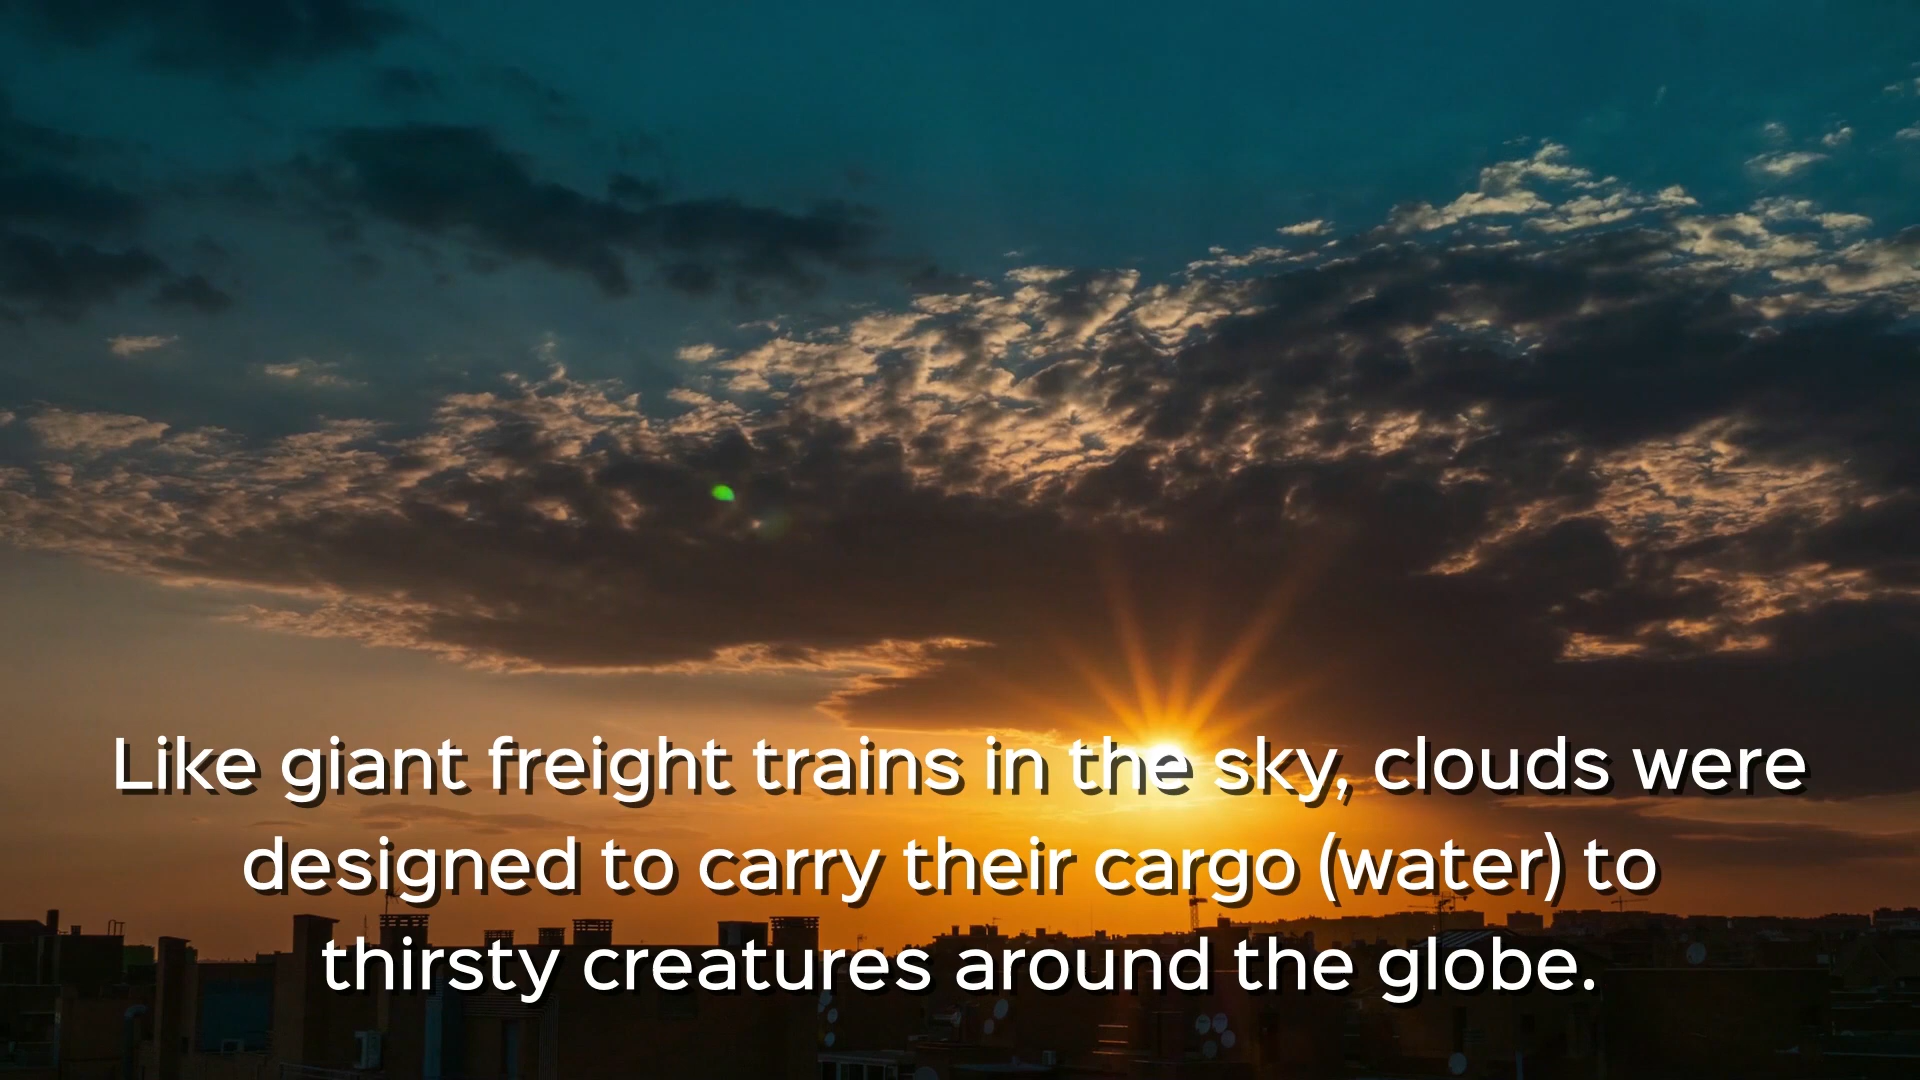 Like giant freight trains in the sky, clouds were
designed to carry their cargo (water) to
thirsty creatures around the globe.